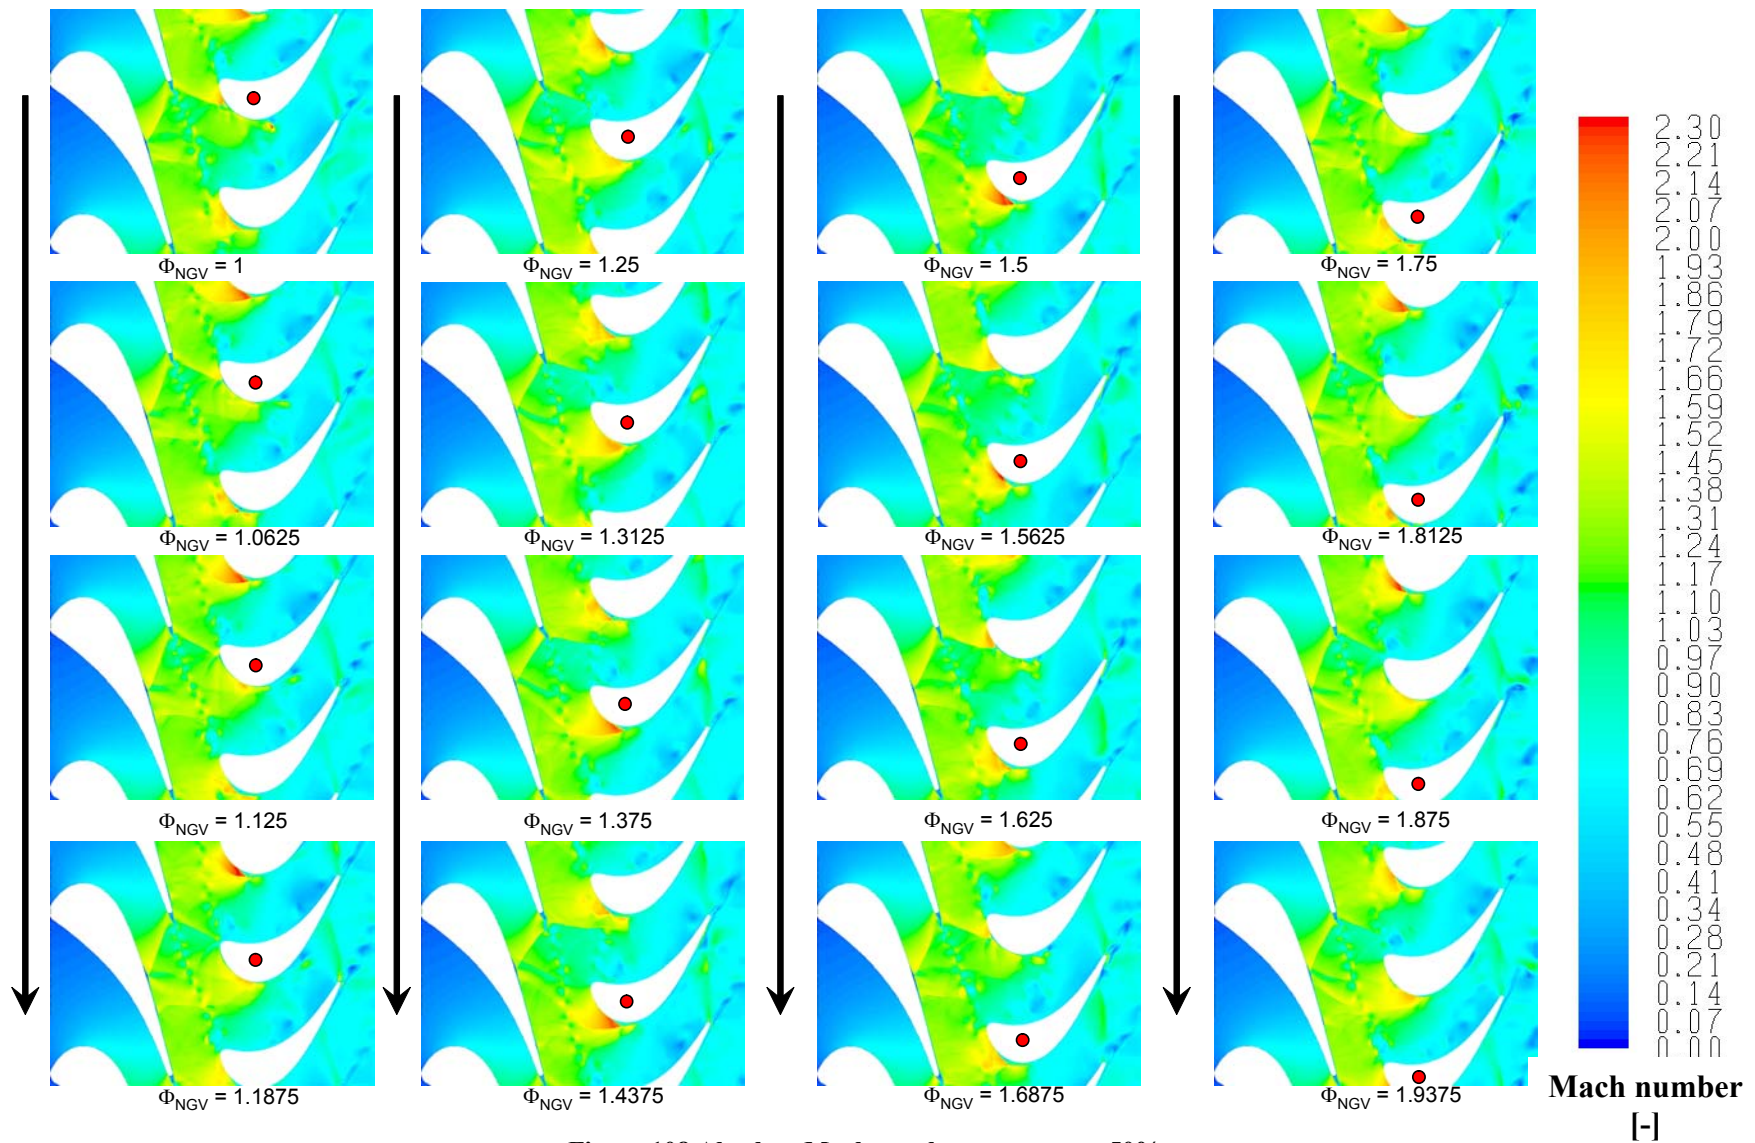 ΦNGV = 1
ΦNGV = 1.25
ΦNGV = 1.5
ΦNGV = 1.75
ΦNGV = 1.0625
ΦNGV = 1.3125
ΦNGV = 1.5625
ΦNGV = 1.8125
ΦNGV = 1.125
ΦNGV = 1.375
ΦNGV = 1.625
ΦNGV = 1.875
ΦNGV = 1.1875
ΦNGV = 1.4375
ΦNGV = 1.6875
ΦNGV = 1.9375
2.30
2.21
2.14
2.07
2.00
1.93
1.86
1.79
1.72
1.66
1.59
1.52
1.45
1.38
1.31
1.24
1.17
1.10
1.03
0.97
0.90
0.83
0.76
0.69
0.62
0.55
0.48
0.41
0.34
0.28
0.21
0.14
0.07
0.00
Mach number
[-]